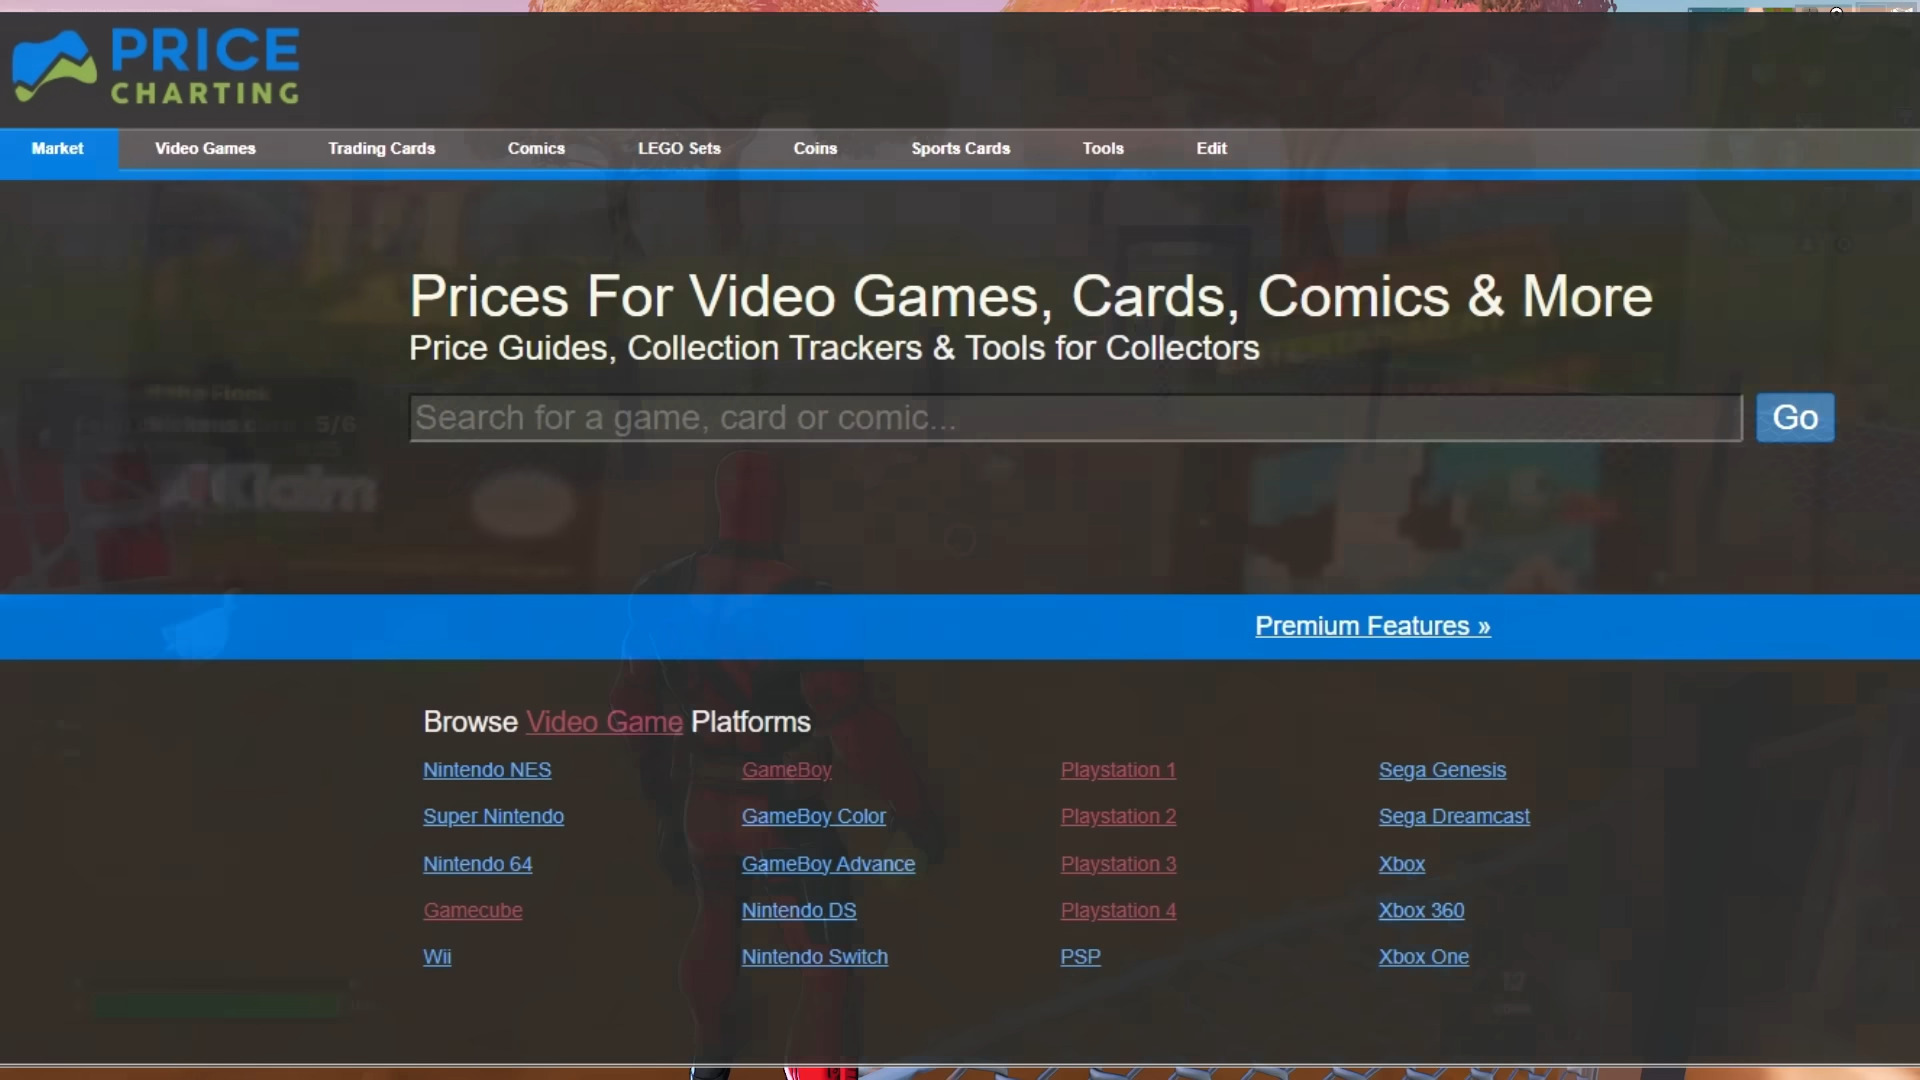 PRICE
CHARTING
Market Video Games Trading Cards Comics LEGO Sets Coins Sports Cards Tools Edit
Prices For Video Games, Cards, Comics & More
Price Guides, Collection Trackers & Tools for Collectors
Search for a game, card or comic... Go
5/6
Premium Features »
Browse Video Game Platforms
Nintendo NES GameBoy Playstation 1 Sega Genesis
Super Nintendo GameBoy Color Playstation 2 Sega Dreamcast
Nintendo 64 GameBoy Advance Playstation 3 Xbox
Gamecube Nintendo DS Playstation 4 Xbox 360
Wii Nintendo Switch PSP Xbox One